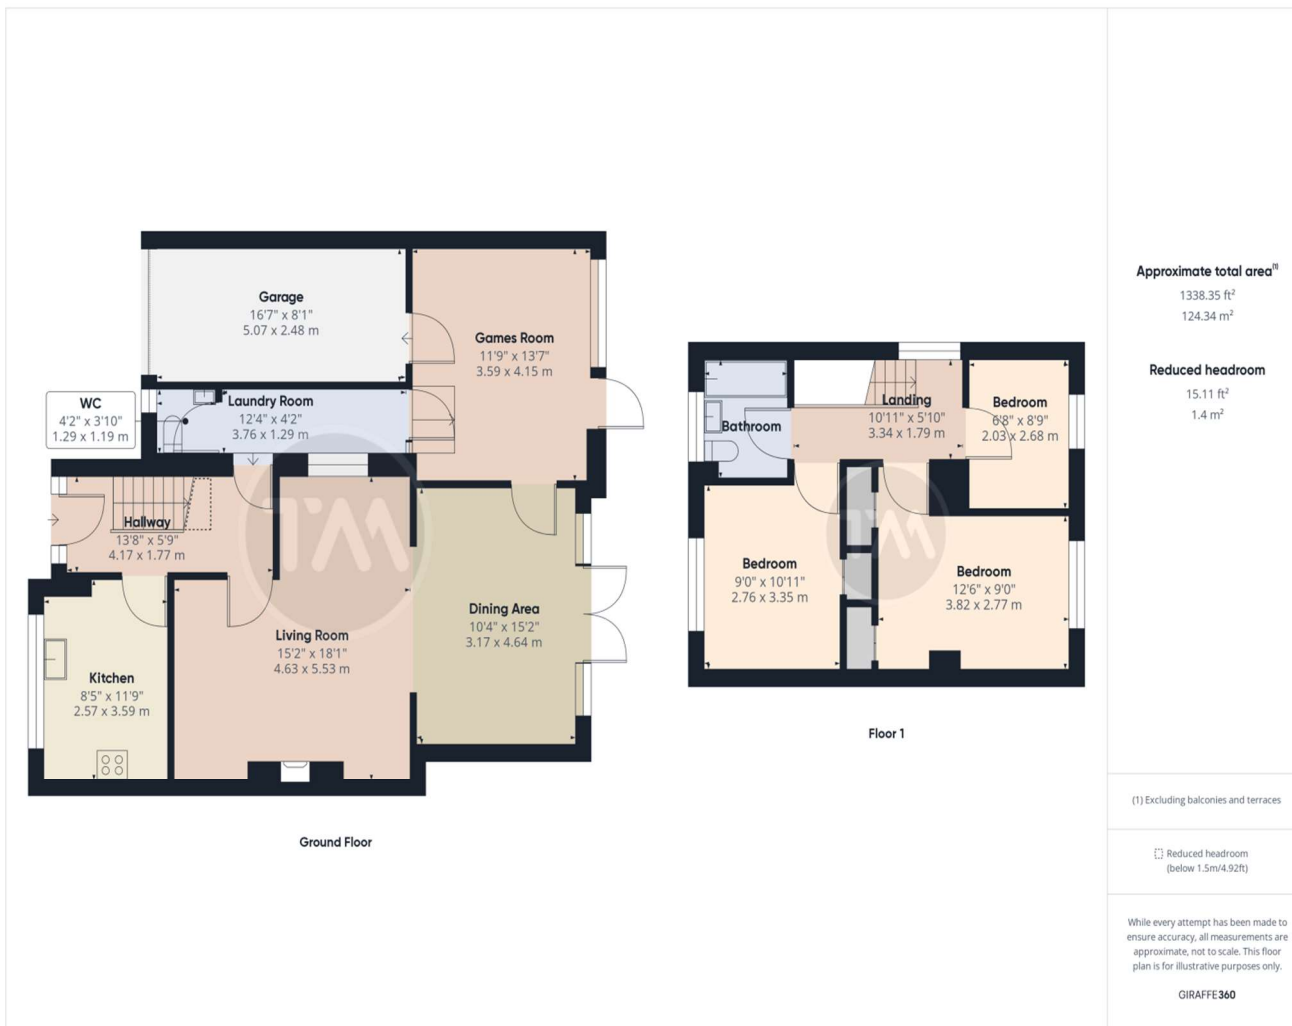 Garage
16'7" x 8'1"
5.07 x 2.48 m
Games Room
11'9" x 13'7"
3.59 x 4.15 m
WC
4'2" x 3'10"
1.29 x 1.19 m
Laundry Room
12'4" x 4'2"
3.76 x 1.29 m
Hallway
13'8" x 5'9"
4.17 x 1.77 m
TM
Dining Area
10'4" x 15'2"
3.17 x 4.64 m
Living Room
15'2" x 18'1"
4.63 x 5.53 m
Kitchen
8'5" x 11'9"
2.57 x 3.59 m
Ground Floor
Landing
10'11" x 5'10"
3.34 x 1.79 m
Bathroom
Bedroom
6'8" x 8'9"
2.03 x 2.68 m
TM
Bedroom
9'0" x 10'11"
2.76 x 3.35 m
Bedroom
12'6" x 9'0"
3.82 x 2.77 m
Floor 1
Approximate total area(1)
1338.35 ft²
124.34 m²
Reduced headroom
15.11 ft²
1.4 m²
(1) Excluding balconies and terraces
Reduced headroom
(below 1.5m/4.92ft)
While every attempt has been made to
ensure accuracy, all measurements are
approximate, not to scale. This floor
plan is for illustrative purposes only.
GIRAFFE360